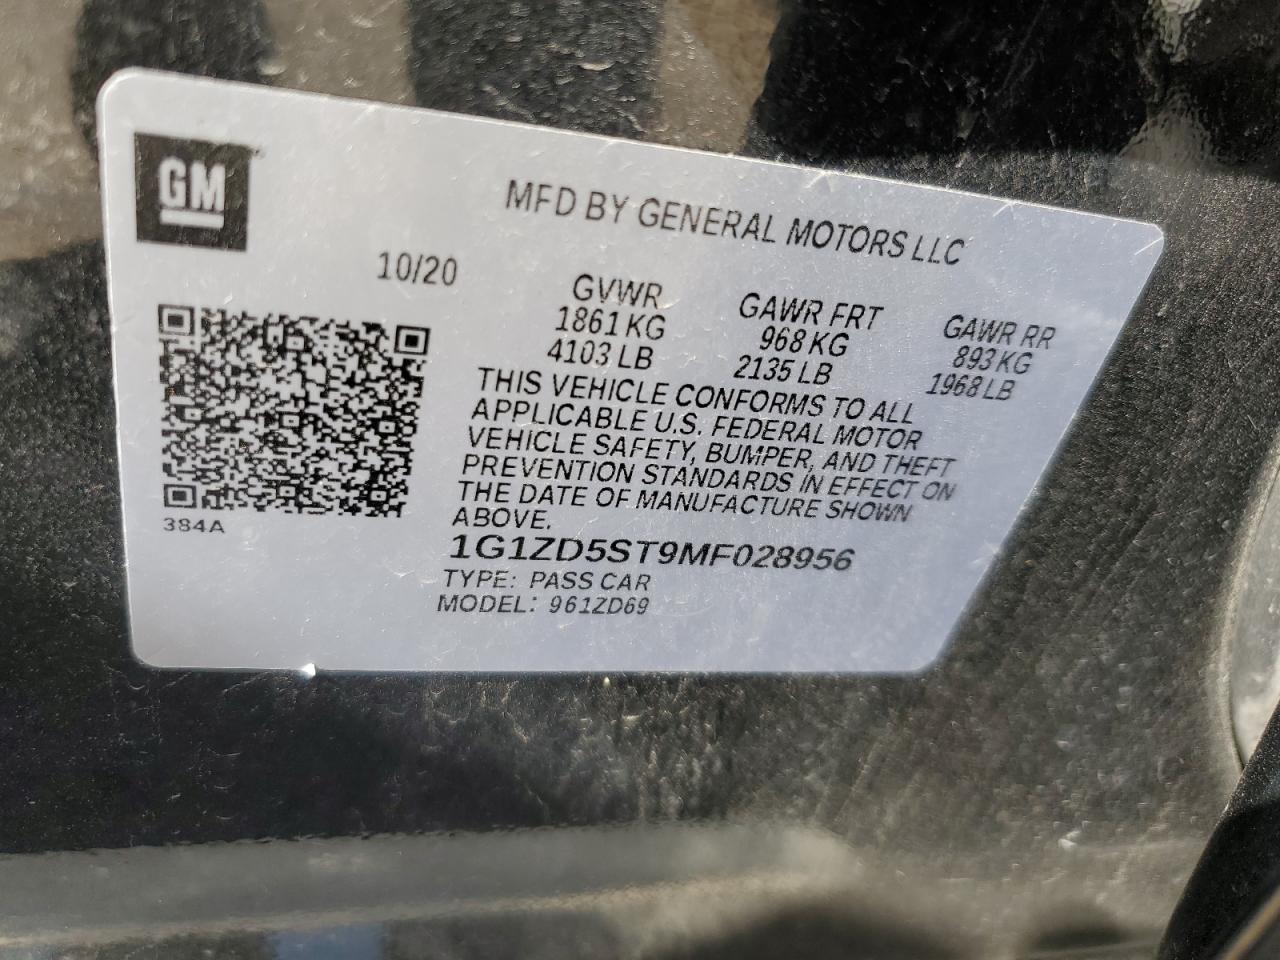 GM
MFD BY GENERAL MOTORS LLC
10/20
GVWR
1861 KG
4103 LB
GAWR FRT
968 KG
2135 LB
GAWR RR
893 KG
1968 LB
THIS VEHICLE CONFORMS TO ALL
APPLICABLE U.S. FEDERAL MOTOR
VEHICLE SAFETY, BUMPER, AND THEFT
PREVENTION STANDARDS IN EFFECT ON
THE DATE OF MANUFACTURE SHOWN
ABOVE.
384A
1G1ZD5ST9MF028956
TYPE: PASS CAR
MODEL: 961ZD69